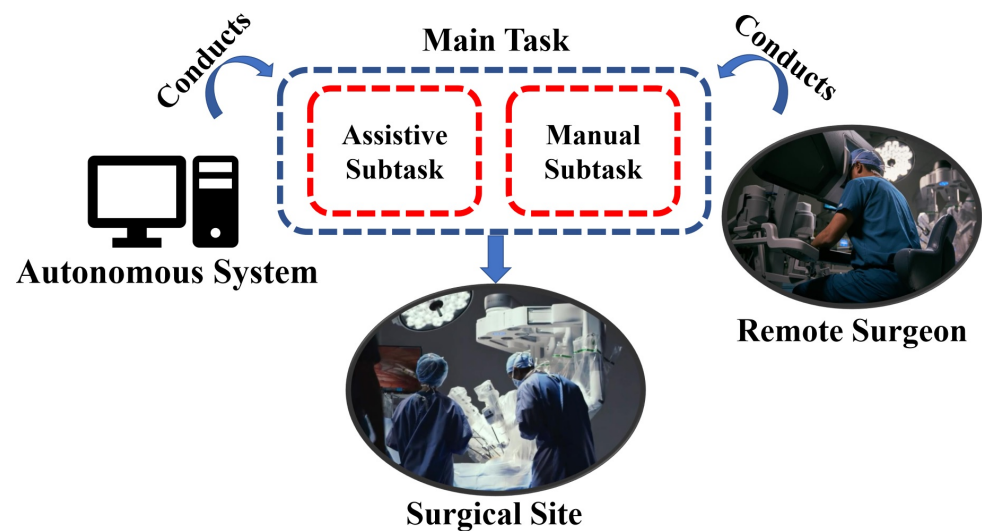 Conducts
Main Task
Conducts
Assistive
Subtask
Manual
Subtask
Autonomous System
Remote Surgeon
Surgical Site